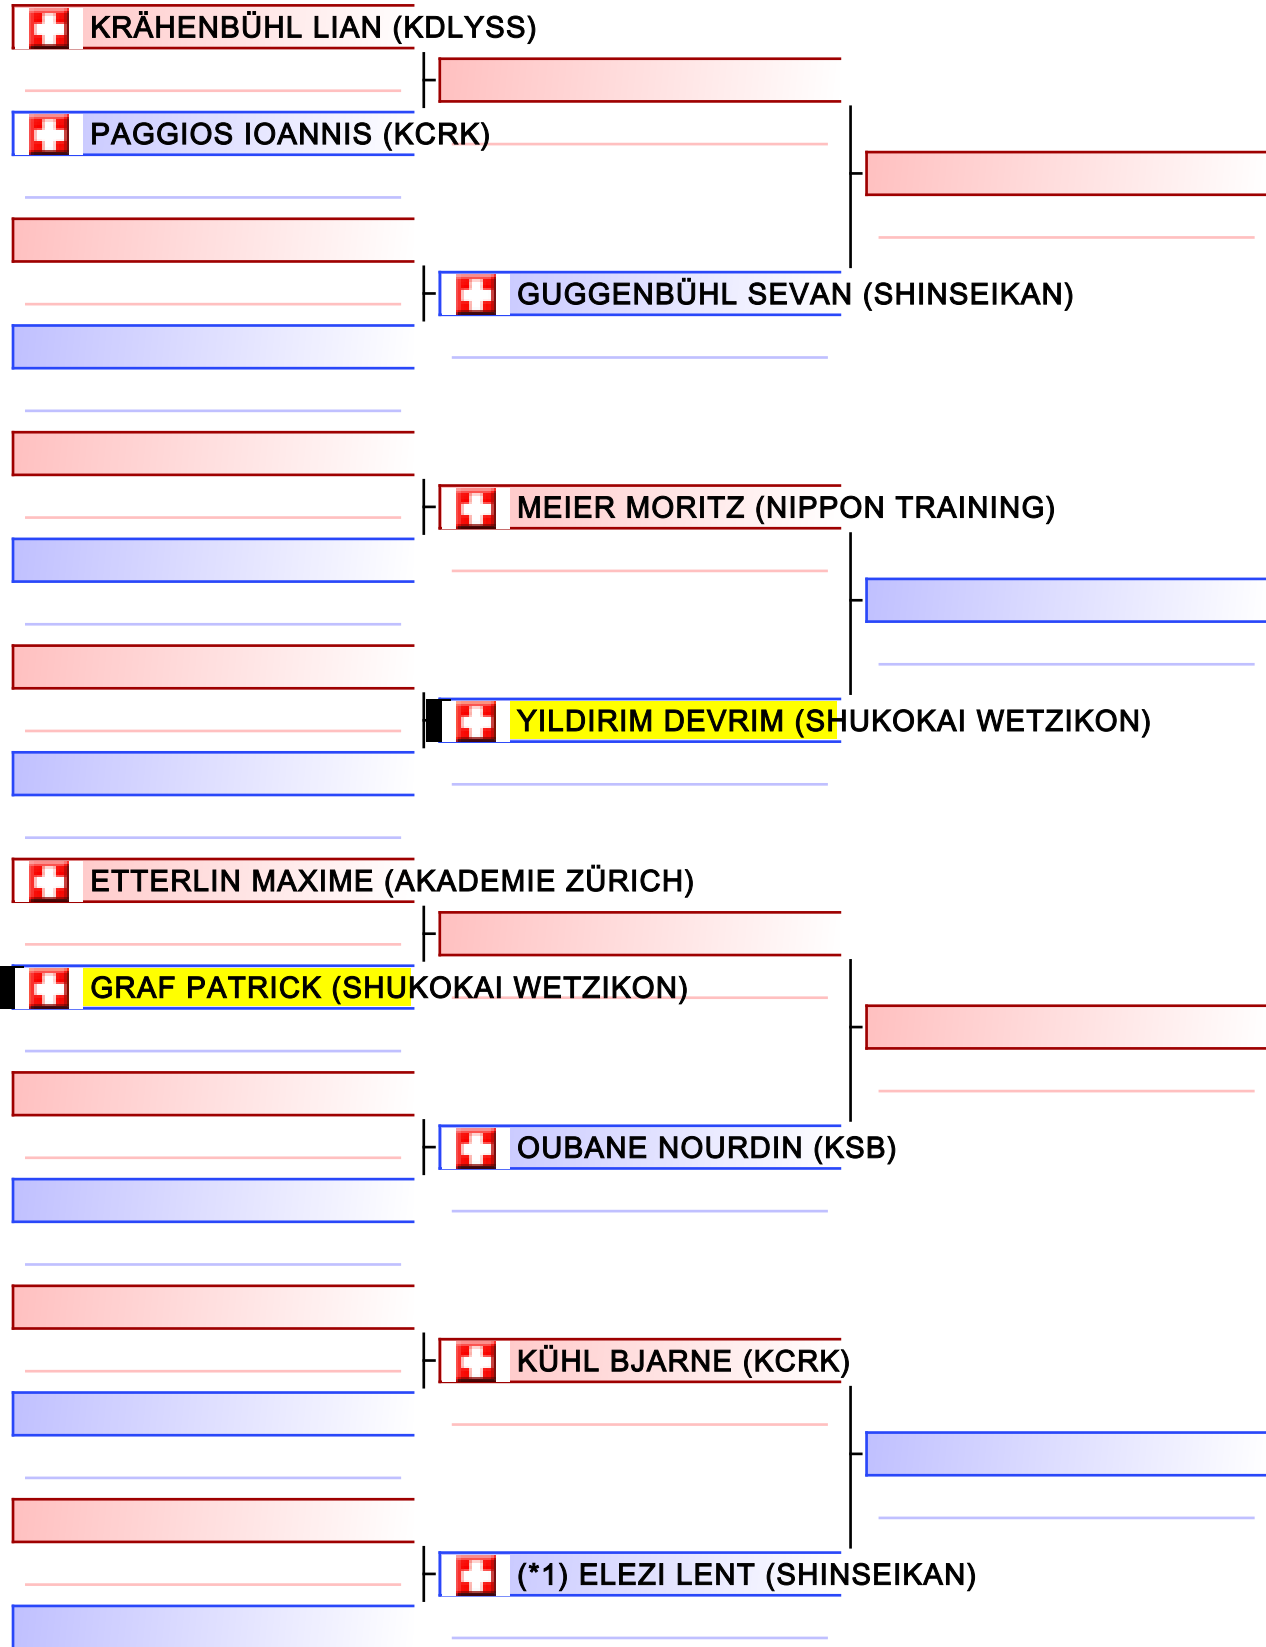 KRÄHENBÜHL LIAN (KDLYSS)
PAGGIOS IOANNIS (KCRK)
GUGGENBÜHL SEVAN (SHINSEIKAN)
MEIER MORITZ (NIPPON TRAINING)
YILDIRIM DEVRIM (SHUKOKAI WETZIKON)
ETTERLIN MAXIME (AKADEMIE ZÜRICH)
GRAF PATRICK (SHUKOKAI WETZIKON)
OUBANE NOURDIN (KSB)
KÜHL BJARNE (KCRK)
(*1) ELEZI LENT (SHINSEIKAN)